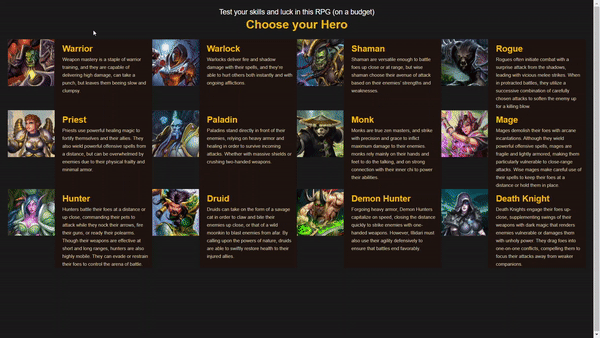 Test your skills and luck in this RPG (on a budget)
Choose your Hero
Warrior
Weapon mastery is a staple of warrior
training, and they are capable of
delivering high damage, can take a
punch, but leaves them beeing slow and
clumpsy.
Warlock
Warlocks deliver fire and shadow
damage with their spells, and they're
able to hurt others both instantly and with
ongoing afflictions.
Shaman
Shaman are versatile enough to battle
foes up close or at range, but wise
shaman choose their avenue of attack
based on their enemies' strengths and
weaknesses.
Rogue
Rogues often initiate combat with a
surprise attack from the shadows,
leading with vicious melee strikes. When
in protracted battles, they utilize a
successive combination of carefully
chosen attacks to soften the enemy up
for a killing blow.
Priest
Priests use powerful healing magic to
fortify themselves and their allies. They
also wield powerful offensive spells from
a distance, but can be overwhelmed by
enemies due to their physical frailty and
minimal armor.
Paladin
Paladins stand directly in front of their
enemies, relying on heavy armor and
healing in order to survive incoming
attacks. Whether with massive shields or
crushing two-handed weapons.
Monk
Monks are true zen masters, and strike
with precision and grace to inflict
maximum damage to their enemies.
monks rely mainly on their hands and
feet to do the talking, and on strong
connection with their inner chi to power
their abilities.
Mage
Mages demolish their foes with arcane
incantations. Although they wield
powerful offensive spells, mages are
fragile and lightly armored, making them
particularly vulnerable to close-range
attacks. Wise mages make careful use of
their spells to keep their foes at a
distance or hold them in place.
Hunter
Hunters battle their foes at a distance or
up close, commanding their pets to
attack while they nock their arrows, fire
their guns, or ready their polearms.
Though their weapons are effective at
short and long ranges, hunters are also
highly mobile. They can evade or restrain
their foes to control the arena of battle.
Druid
Druids can take on the form of a savage
cat in order to claw and bite their
enemies up close, or that of a wild
moonkin to blast enemies from afar. By
calling upon the powers of nature, druids
are able to swiftly restore health to their
injured allies.
Demon Hunter
Forgoing heavy armor, Demon Hunters
capitalize on speed, closing the distance
quickly to strike enemies with one-
handed weapons. However, Illidari must
also use their agility defensively to
ensure that battles end favorably.
Death Knight
Death Knights engage their foes up-
close, supplementing swings of their
weapons with dark magic that renders
enemies vulnerable or damages them
with unholy power. They drag foes into
one-on-one conflicts, compelling them to
focus their attacks away from weaker
companions.